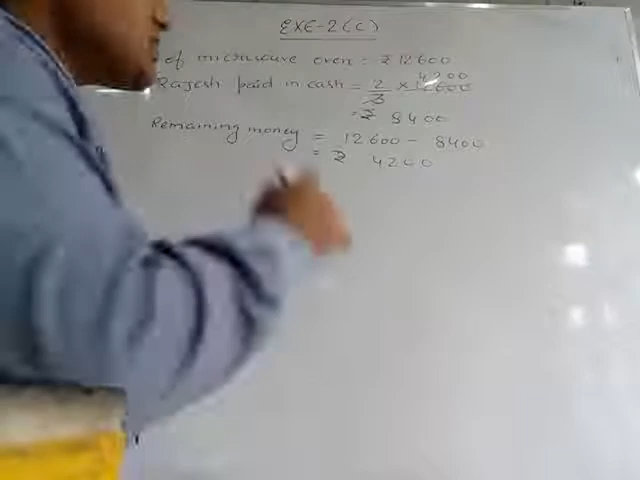 EXE-2(C)
of microwave oven = ₹ 12600
Rajesh paid in cash = 2/3 × 12600 4200
= ₹ 8400
Remaining money = 12600 - 8400
= ₹ 4200